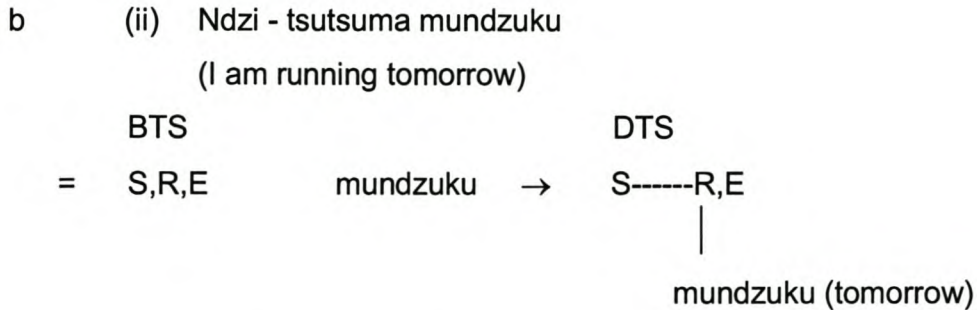 b (ii) Ndzi - tsutsuma mundzuku
(I am running tomorrow)
BTS DTS
= S,R,E mundzuku → S------R,E
|
mundzuku (tomorrow)